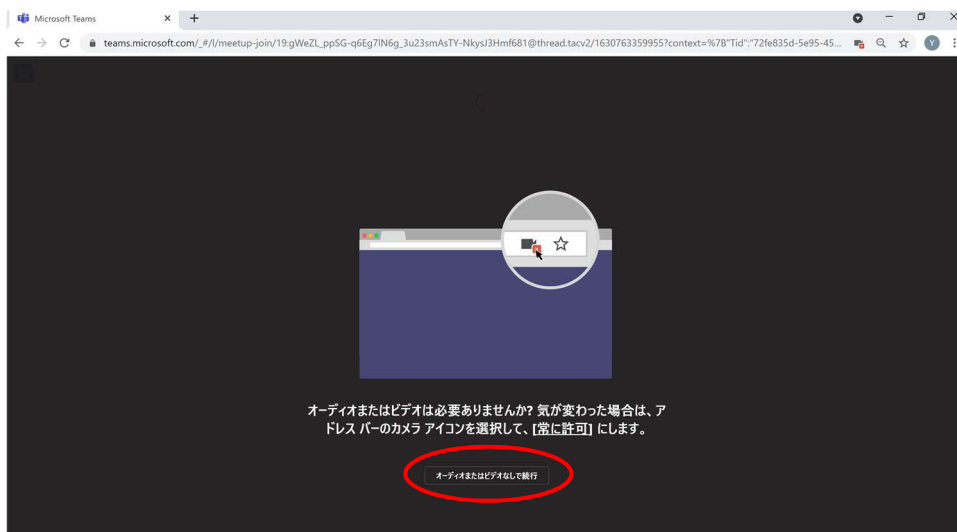 Microsoft Teams
teams.microsoft.com/_#/l/meetup-join/19:gWeZL_ppSG-q6Eg7lN6g_3u23smAsTY-NkysJ3Hmf681@thread.tacv2/1630763359955?context=%7B"Tid":"72fe835d-5e95-45...
Y
オーディオまたはビデオは必要ありませんか? 気が変わった場合は、ア
ドレス バーのカメラ アイコンを選択して、[常に許可] にします。
オーディオまたはビデオなしで続行